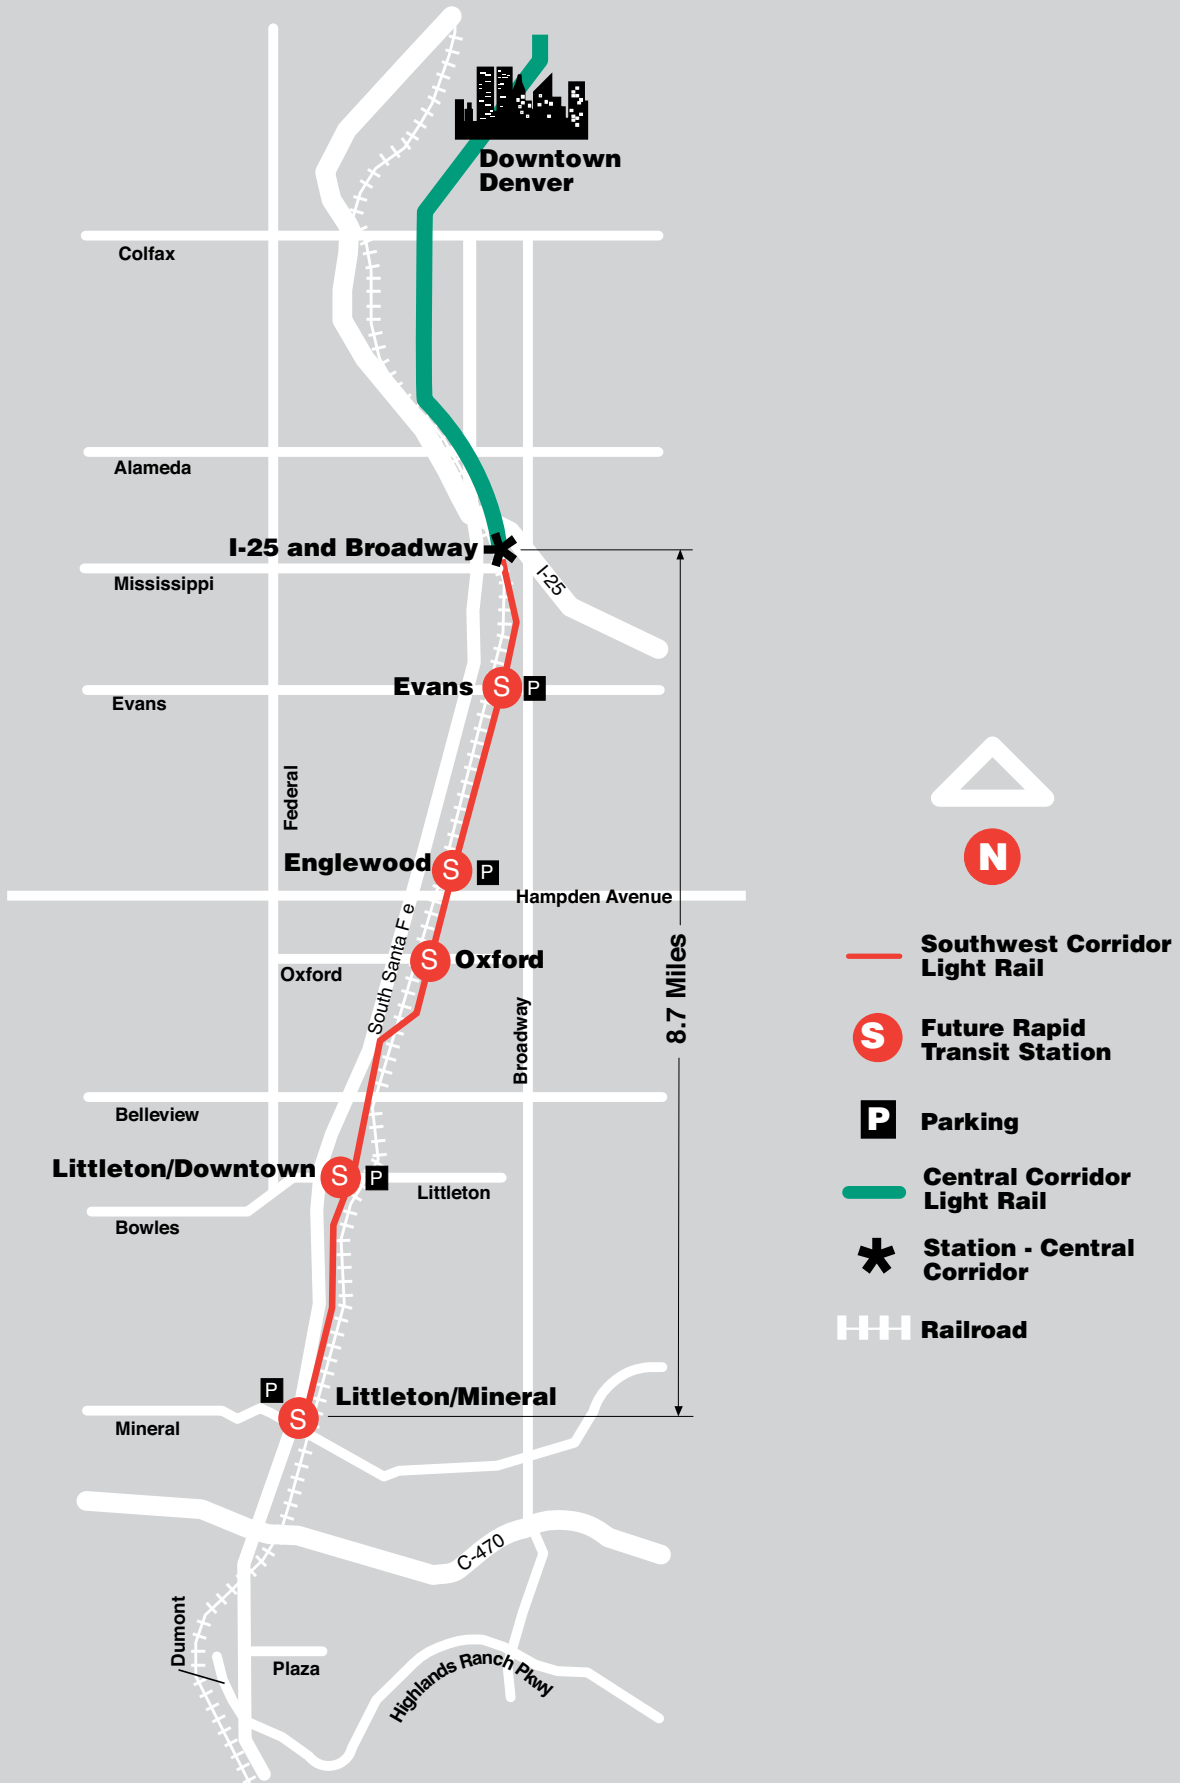 Downtown
Denver
Colfax
Alameda
I-25 and Broadway
Mississippi
I-25
Evans
S
P
Evans
Federal
Englewood
S
P
Hampden Avenue
South Santa F e
Oxford
S
Oxford
8.7 Miles
Broadway
Belleview
Littleton/Downtown
S
P
Littleton
Bowles
P
Littleton/Mineral
S
Mineral
C-470
Dumont
Plaza
Highlands Ranch Pkwy
N
Southwest Corridor
Light Rail
S
Future Rapid
Transit Station
P
Parking
Central Corridor
Light Rail
Station - Central
Corridor
Railroad